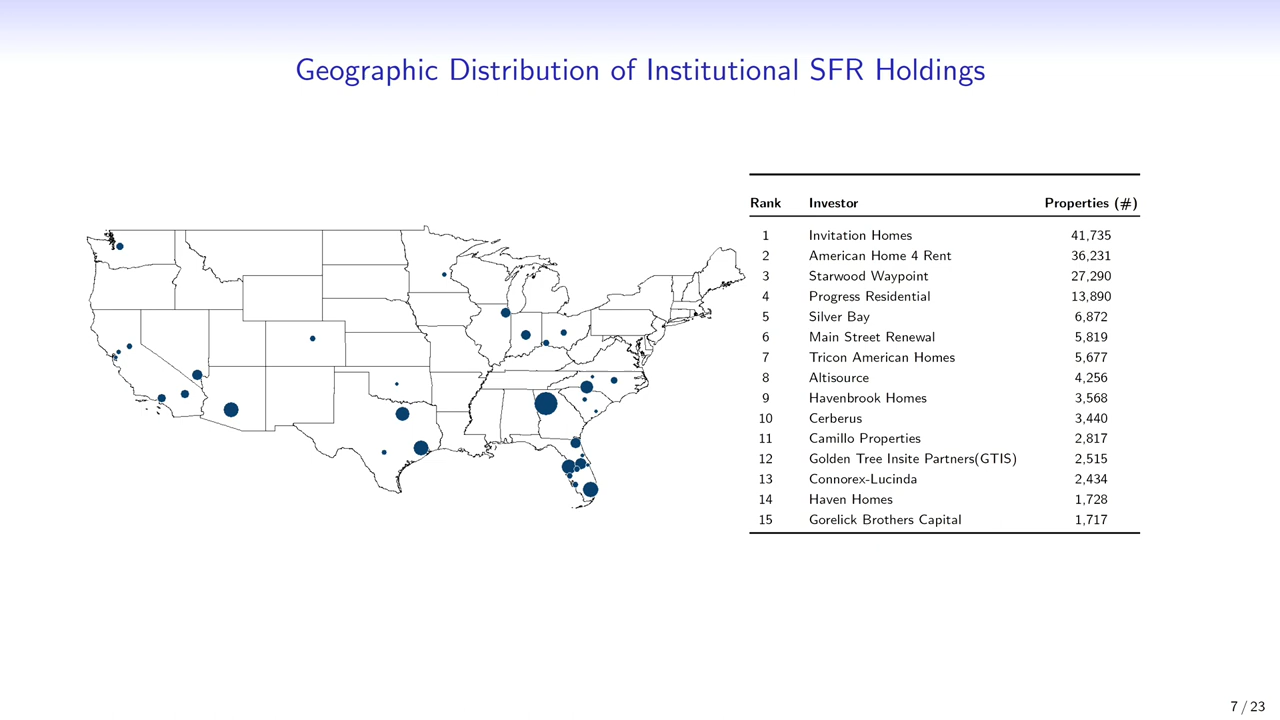 Geographic Distribution of Institutional SFR Holdings
Rank Investor Properties (#)
1 Invitation Homes 41,735
2 American Home 4 Rent 36,231
3 Starwood Waypoint 27,290
4 Progress Residential 13,890
5 Silver Bay 6,872
6 Main Street Renewal 5,819
7 Tricon American Homes 5,677
8 Altisource 4,256
9 Havenbrook Homes 3,568
10 Cerberus 3,440
11 Camillo Properties 2,817
12 Golden Tree Insite Partners(GTIS) 2,515
13 Connorex-Lucinda 2,434
14 Haven Homes 1,728
15 Gorelick Brothers Capital 1,717
7 / 23